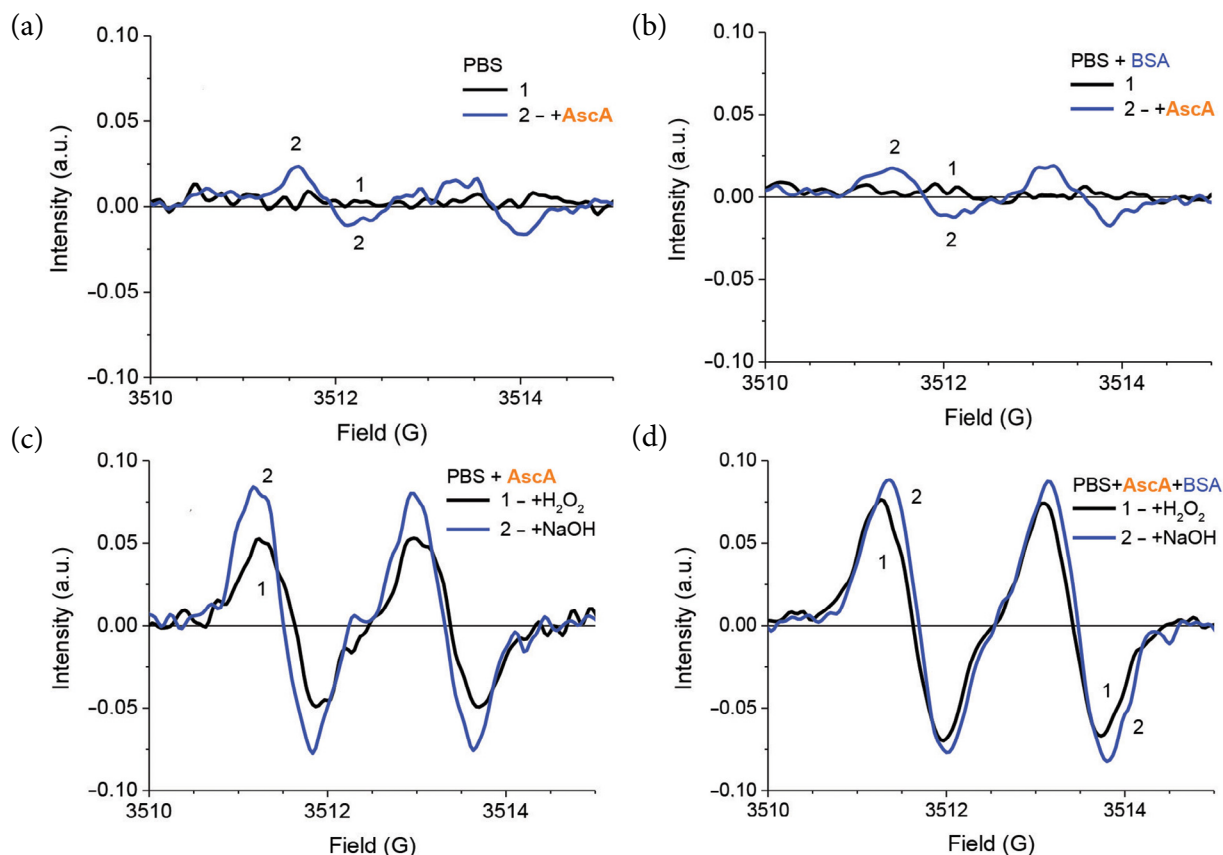 (a)
PBS
1
2 – +AscA
0.10
0.05
0.00
−0.05
−0.10
Intensity (a.u.)
2
1
2
3510
3512
3514
Field (G)
(b)
PBS + BSA
1
2 – +AscA
0.10
0.05
0.00
−0.05
−0.10
Intensity (a.u.)
2
1
2
3510
3512
3514
Field (G)
(c)
PBS + AscA
1 – +H₂O₂
2 – +NaOH
0.10
0.05
0.00
−0.05
−0.10
Intensity (a.u.)
2
1
3510
3512
3514
Field (G)
(d)
PBS+AscA+BSA
1 – +H₂O₂
2 – +NaOH
0.10
0.05
0.00
−0.05
−0.10
Intensity (a.u.)
2
1
1
2
3510
3512
3514
Field (G)